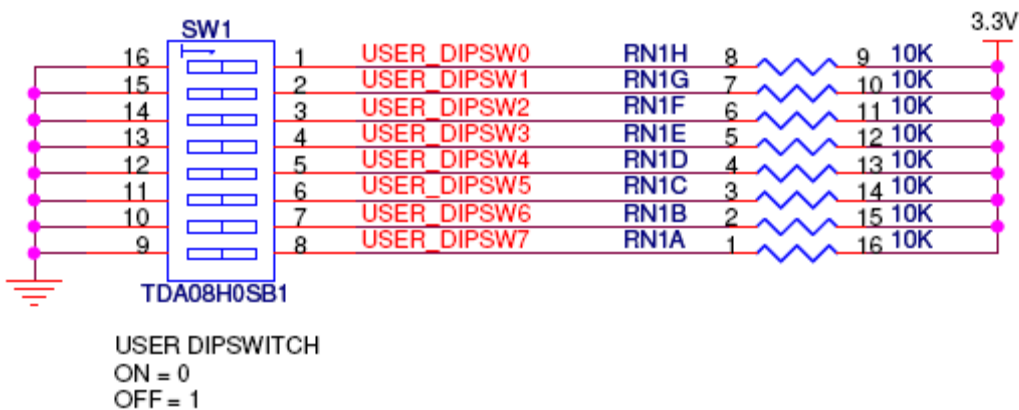 3.3V
SW1
16 1 USER_DIPSW0 RN1H 8 9 10K
15 2 USER_DIPSW1 RN1G 7 10 10K
14 3 USER_DIPSW2 RN1F 6 11 10K
13 4 USER_DIPSW3 RN1E 5 12 10K
12 5 USER_DIPSW4 RN1D 4 13 10K
11 6 USER_DIPSW5 RN1C 3 14 10K
10 7 USER_DIPSW6 RN1B 2 15 10K
9 8 USER_DIPSW7 RN1A 1 16 10K
TDA08H0SB1
USER DIPSWITCH
ON = 0
OFF = 1